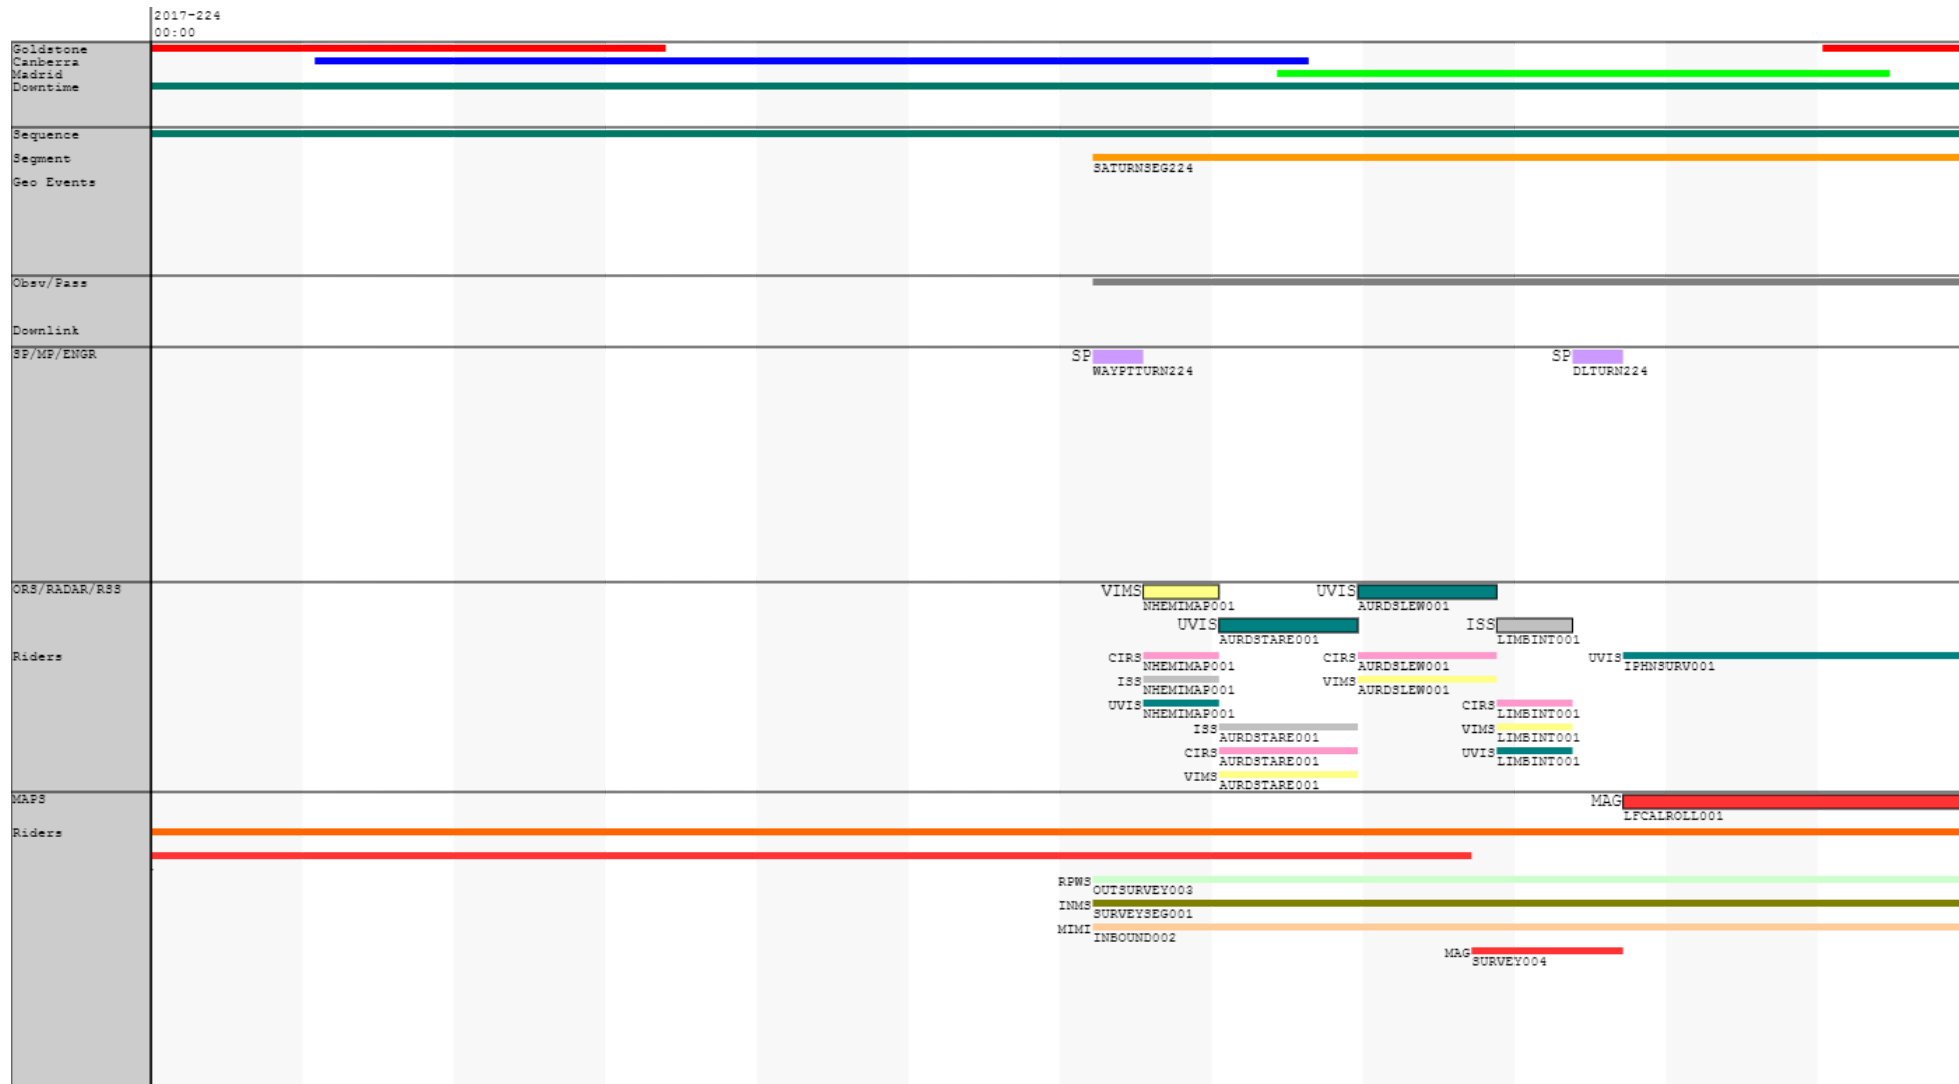 2017-224
00:00
Goldstone
Canberra
Madrid
Downtime
Sequence
Segment
SATURNSEG224
Geo Events
Obsv/Pass
Downlink
SP/MP/ENGR
SP
WAYPTTURN224
SP
DLTURN224
ORS/RADAR/RSS
VIMS
NHEMIMAP001
UVIS
AURDSLEW001
UVIS
AURDSTARE001
ISS
LIMBINT001
Riders
CIRS
NHEMIMAP001
CIRS
AURDSLEW001
UVIS
IPHNSURV001
ISS
NHEMIMAP001
VIMS
AURDSLEW001
UVIS
NHEMIMAP001
CIRS
LIMBINT001
ISS
AURDSTARE001
VIMS
LIMBINT001
CIRS
AURDSTARE001
UVIS
LIMBINT001
VIMS
AURDSTARE001
MAPS
MAG
LFCALROLL001
Riders
RPWS
OUTSURVEY003
INMS
SURVEYSEG001
MIMI
INBOUND002
MAG
SURVEY004